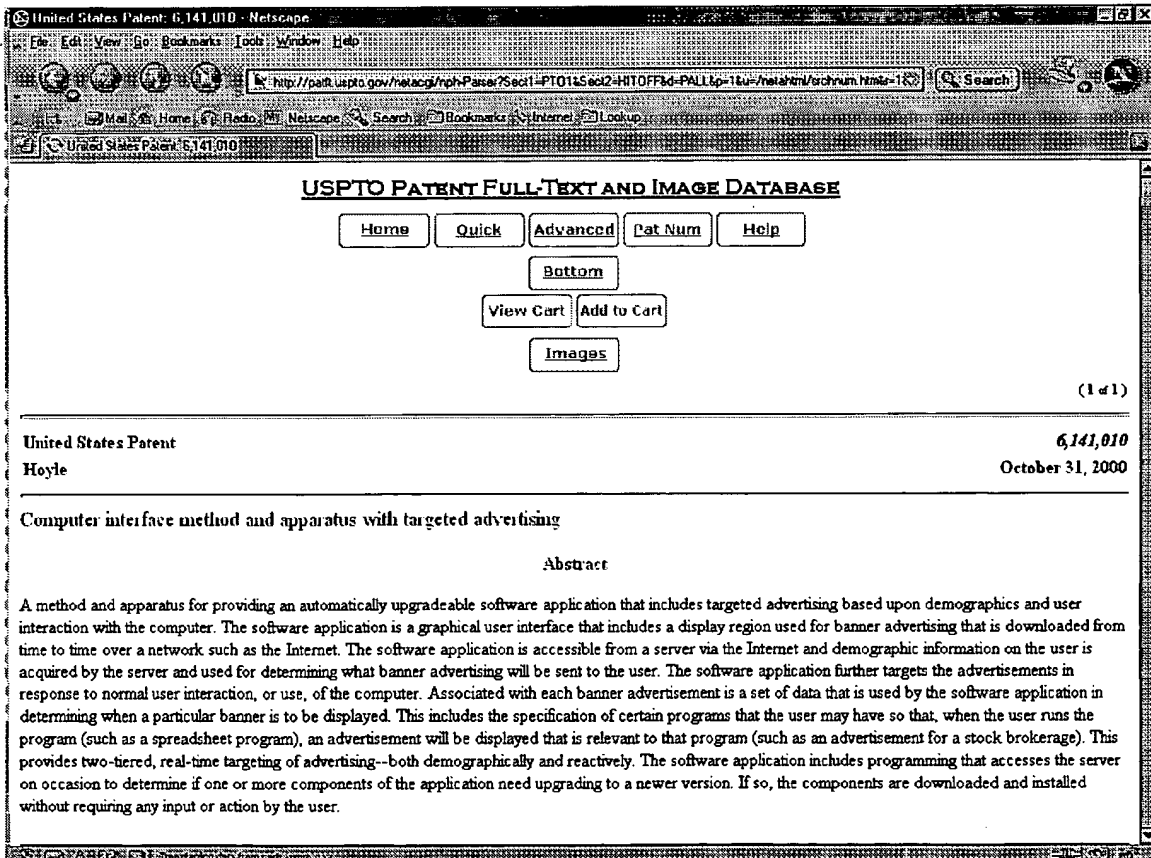 United States Patent: 6,141,010 - Netscape
File Edit View Go Bookmarks Tools Window Help
Search
Mail Home Radio Netscape Search Bookmarks Internet Lookup
United States Patent: 6,141,010
USPTO PATENT FULL-TEXT AND IMAGE DATABASE
Home Quick Advanced Pat Num Help
Bottom
View Cart Add to Cart
Images
(1 of 1)
United States Patent 6,141,010
Hoyle October 31, 2000
Computer interface method and apparatus with targeted advertising
Abstract
A method and apparatus for providing an automatically upgradeable software application that includes targeted advertising based upon demographics and user
interaction with the computer. The software application is a graphical user interface that includes a display region used for banner advertising that is downloaded from
time to time over a network such as the Internet. The software application is accessible from a server via the Internet and demographic information on the user is
acquired by the server and used for determining what banner advertising will be sent to the user. The software application further targets the advertisements in
response to normal user interaction, or use, of the computer. Associated with each banner advertisement is a set of data that is used by the software application in
determining when a particular banner is to be displayed. This includes the specification of certain programs that the user may have so that, when the user runs the
program (such as a spreadsheet program), an advertisement will be displayed that is relevant to that program (such as an advertisement for a stock brokerage). This
provides two-tiered, real-time targeting of advertising--both demographically and reactively. The software application includes programming that accesses the server
on occasion to determine if one or more components of the application need upgrading to a newer version. If so, the components are downloaded and installed
without requiring any input or action by the user.